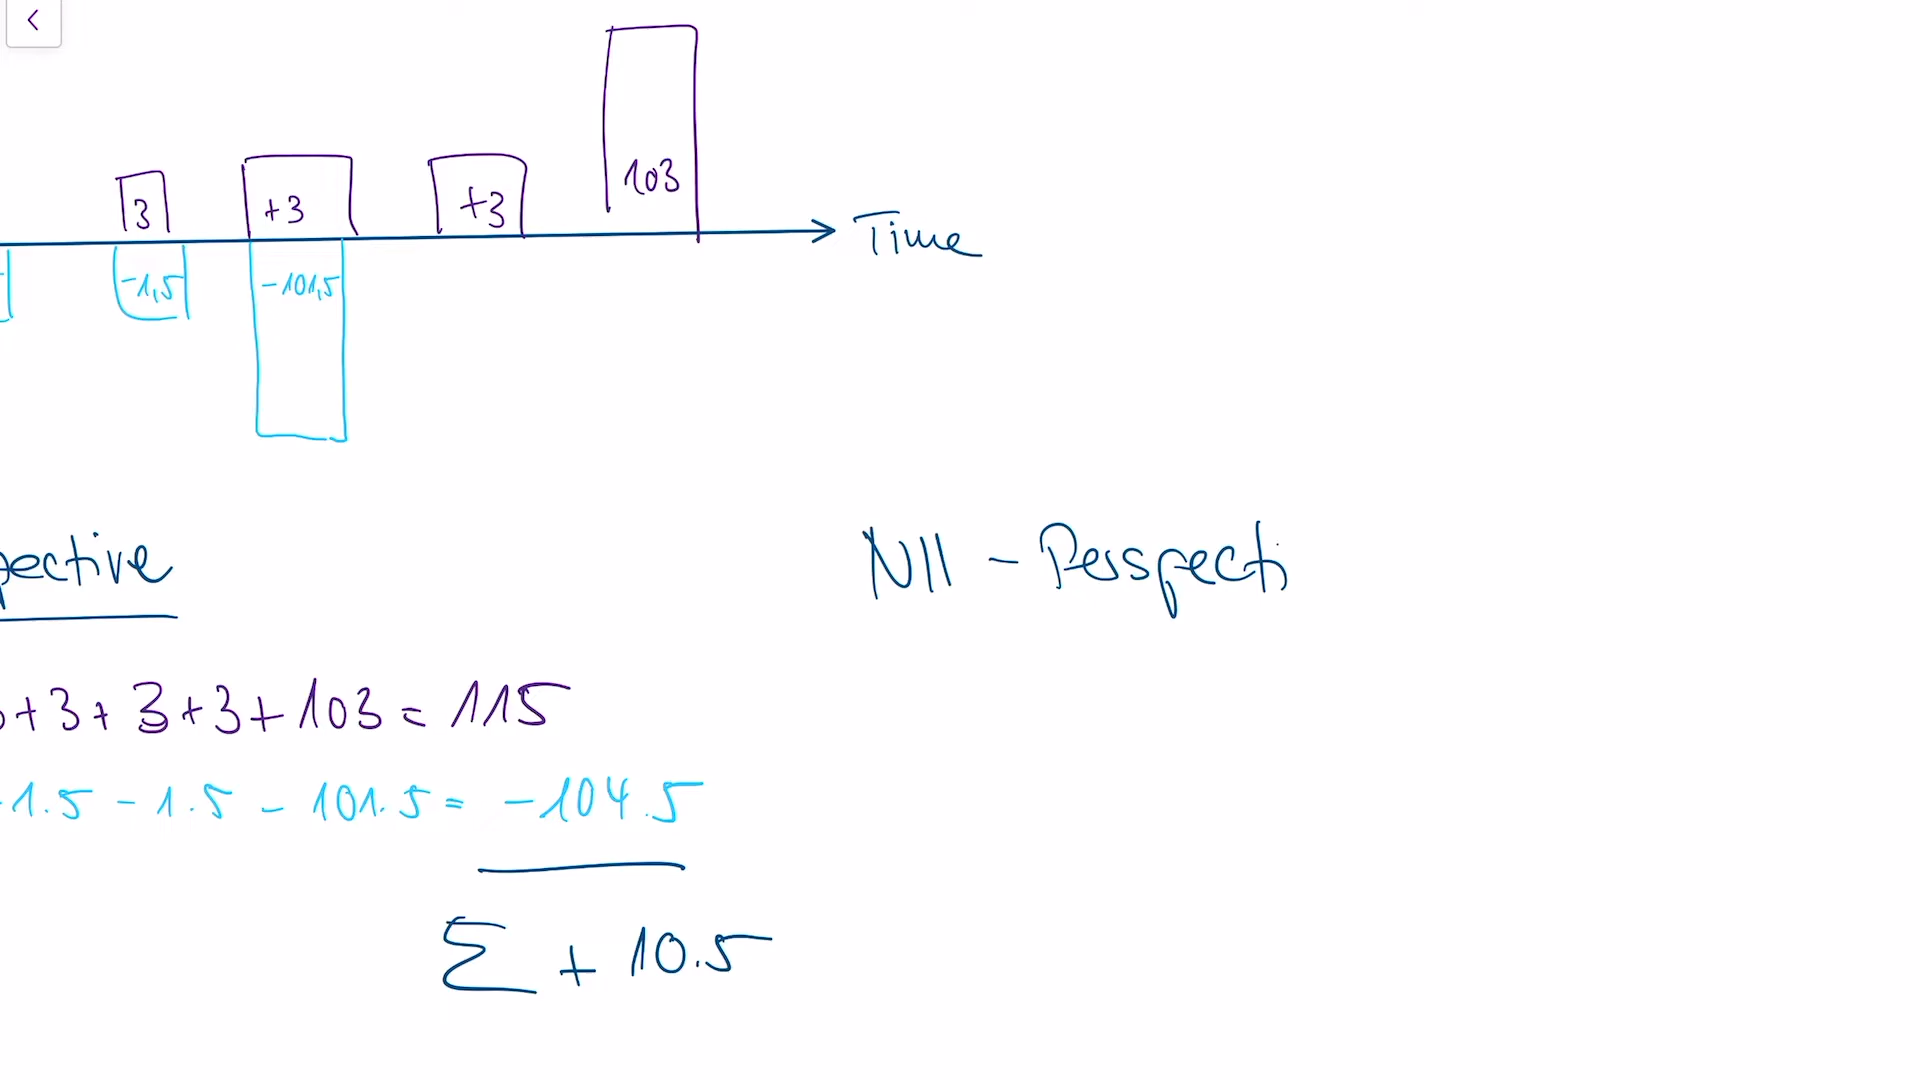 <
103
3 +3 +3
Time
-1,5 -101,5
pective NII - Perspecti
+3+3+3+103=115
1.5-1.5-101.5=-104.5
Σ +10.5